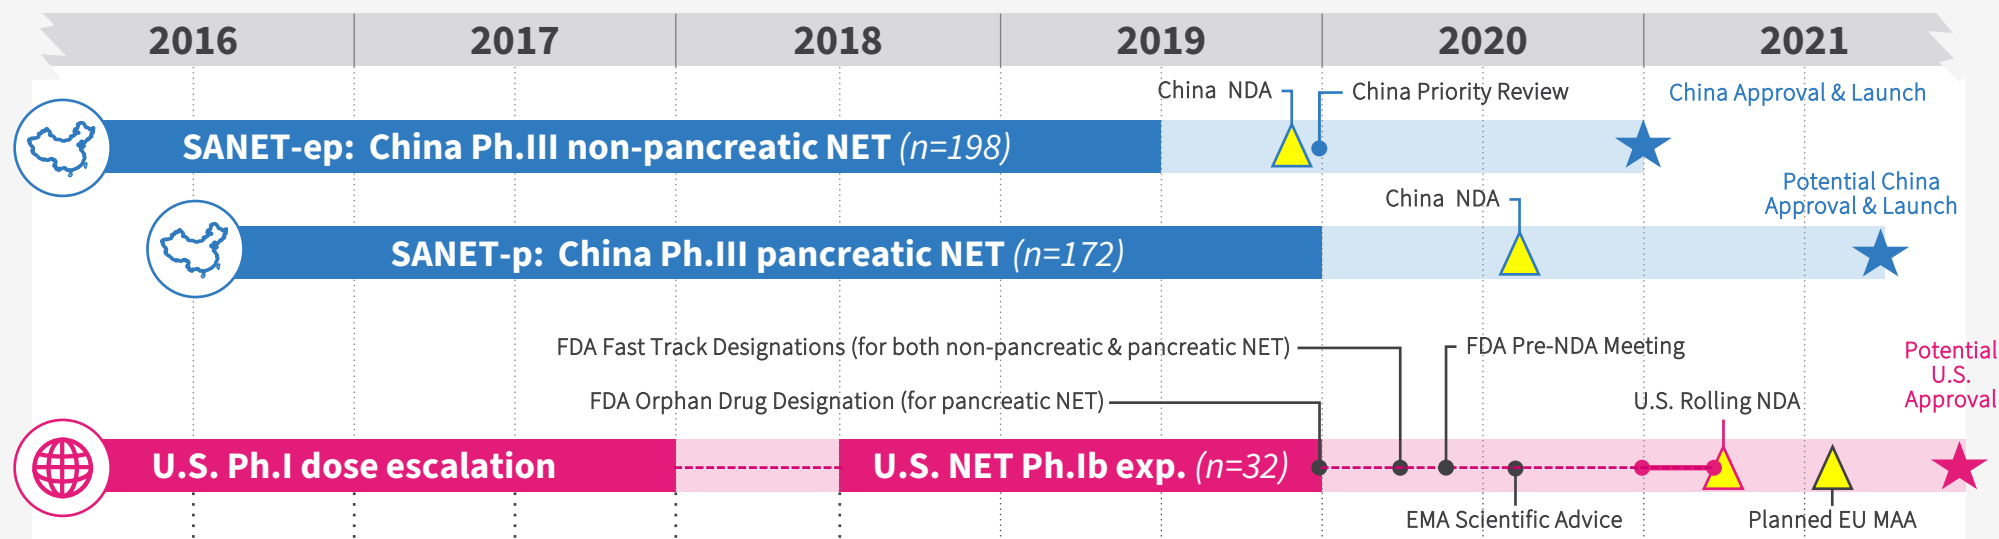 2016 2017 2018 2019 2020 2021
China NDA China Priority Review China Approval & Launch
SANET-ep: China Ph.III non-pancreatic NET (n=198)
Potential China
Approval & Launch
China NDA
SANET-p: China Ph.III pancreatic NET (n=172)
FDA Fast Track Designations (for both non-pancreatic & pancreatic NET) FDA Pre-NDA Meeting
Potential
U.S.
Approval
FDA Orphan Drug Designation (for pancreatic NET) U.S. Rolling NDA
U.S. Ph.I dose escalation U.S. NET Ph.Ib exp. (n=32)
EMA Scientific Advice Planned EU MAA